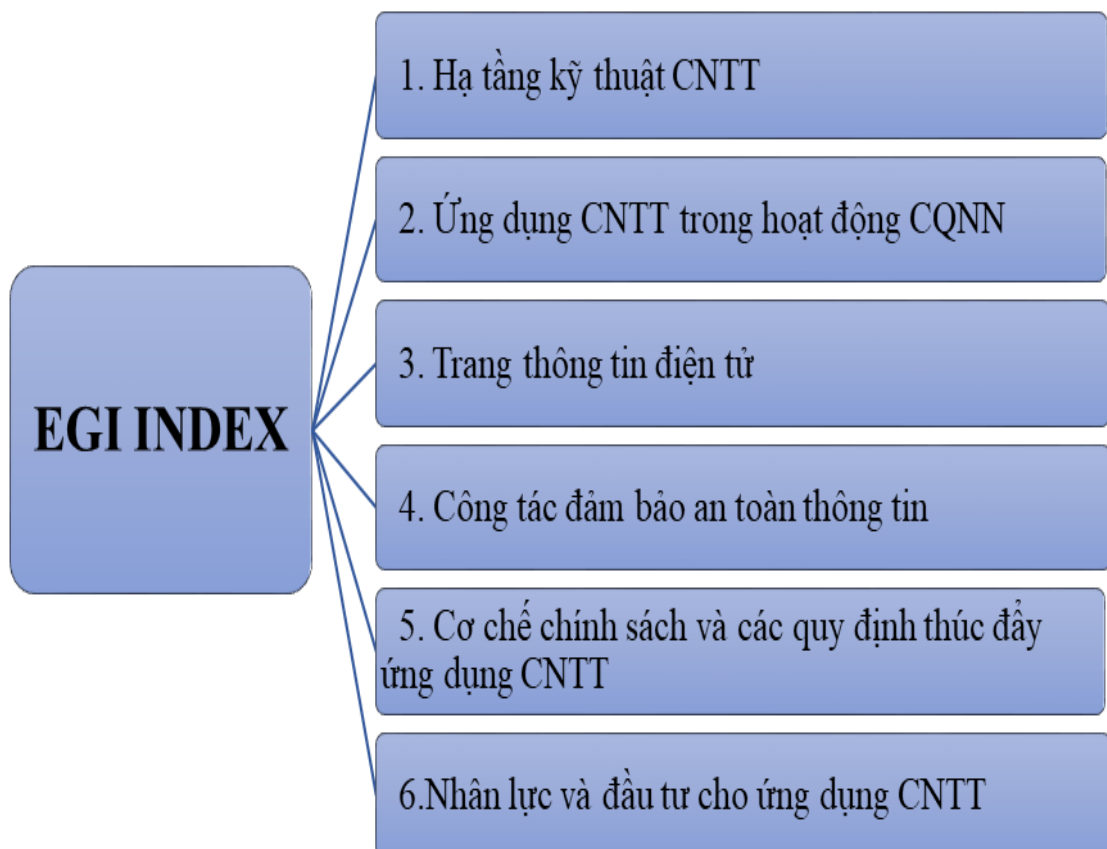 EGI INDEX
1. Hạ tầng kỹ thuật CNTT
2. Ứng dụng CNTT trong hoạt động CQNN
3. Trang thông tin điện tử
4. Công tác đảm bảo an toàn thông tin
5. Cơ chế chính sách và các quy định thúc đẩy
ứng dụng CNTT
6.Nhân lực và đầu tư cho ứng dụng CNTT